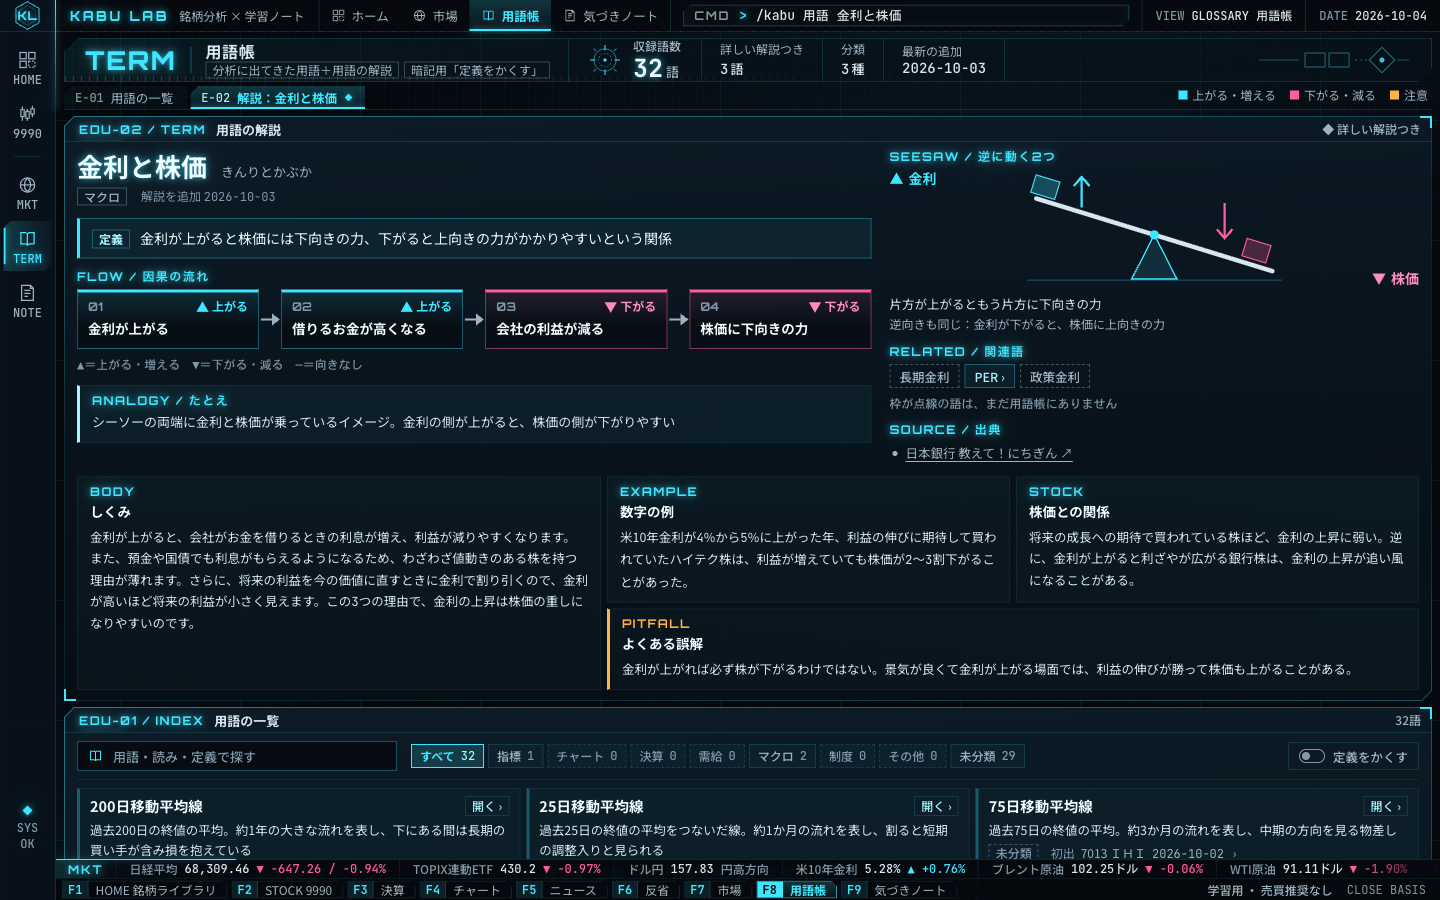 KL KABU LAB 銘柄分析 × 学習ノート ホーム 市場 用語帳 気づきノート CMD > /kabu 用語 金利と株価 VIEW GLOSSARY 用語帳 DATE 2026-10-04
HOME
9990
MKT
TERM
NOTE
SYS
OK
TERM 用語帳
分析に出てきた用語＋用語の解説 暗記用「定義をかくす」
収録語数
32語
詳しい解説つき
3語
分類
3種
最新の追加
2026-10-03
E-01 用語の一覧 E-02 解説：金利と株価 ◆
上がる・増える 下がる・減る 注意
EDU-02 / TERM 用語の解説 ◆ 詳しい解説つき
金利と株価 きんりとかぶか
マクロ 解説を追加 2026-10-03
定義 金利が上がると株価には下向きの力、下がると上向きの力がかかりやすいという関係
FLOW / 因果の流れ
01 ▲ 上がる
金利が上がる
02 ▲ 上がる
借りるお金が高くなる
03 ▼ 下がる
会社の利益が減る
04 ▼ 下がる
株価に下向きの力
▲＝上がる・増える ▼＝下がる・減る −＝向きなし
ANALOGY / たとえ
シーソーの両端に金利と株価が乗っているイメージ。金利の側が上がると、株価の側が下がりやすい
SEESAW / 逆に動く2つ
▲ 金利
▼ 株価
片方が上がるともう片方に下向きの力
逆向きも同じ：金利が下がると、株価に上向きの力
RELATED / 関連語
長期金利 PER › 政策金利
枠が点線の語は、まだ用語帳にありません
SOURCE / 出典
• 日本銀行 教えて！にちぎん ↗
BODY
しくみ
金利が上がると、会社がお金を借りるときの利息が増え、利益が減りやすくなります。
また、預金や国債でも利息がもらえるようになるため、わざわざ値動きのある株を持つ
理由が薄れます。さらに、将来の利益を今の価値に直すときに金利で割り引くので、金利
が高いほど将来の利益が小さく見えます。この3つの理由で、金利の上昇は株価の重しに
なりやすいのです。
EXAMPLE
数字の例
米10年金利が4%から5%に上がった年、利益の伸びに期待して買わ
れていたハイテク株は、利益が増えていても株価が2〜3割下がるこ
とがあった。
STOCK
株価との関係
将来の成長への期待で買われている株ほど、金利の上昇に弱い。逆
に、金利が上がると利ざやが広がる銀行株は、金利の上昇が追い風
になることがある。
PITFALL
よくある誤解
金利が上がれば必ず株が下がるわけではない。景気が良くて金利が上がる場面では、利益の伸びが勝って株価も上がることがある。
EDU-01 / INDEX 用語の一覧 32語
用語・読み・定義で探す すべて 32 指標 1 チャート 0 決算 0 需給 0 マクロ 2 制度 0 その他 0 未分類 29 定義をかくす
200日移動平均線 開く ›
過去200日の終値の平均。約1年の大きな流れを表し、下にある間は長期の
買い手が含み損を抱えている
25日移動平均線 開く ›
過去25日の終値の平均をつないだ線。約1か月の流れを表し、割ると短期
の調整入りと見られる
75日移動平均線 開く ›
過去75日の終値の平均。約3か月の流れを表し、中期の方向を見る物差し
未分類 初出 7013 ＩＨＩ 2026-10-02 ›
MKT 日経平均 68,309.46 ▼ -647.26 / -0.94% TOPIX連動ETF 430.2 ▼ -0.97% ドル円 157.83 円高方向 米10年金利 5.28% ▲ +0.76% ブレント原油 102.25ドル ▼ -0.06% WTI原油 91.11ドル ▼ -1.90%
F1 HOME 銘柄ライブラリ F2 STOCK 9990 F3 決算 F4 チャート F5 ニュース F6 反省 F7 市場 F8 用語帳 F9 気づきノート 学習用 ・ 売買推奨なし CLOSE BASIS